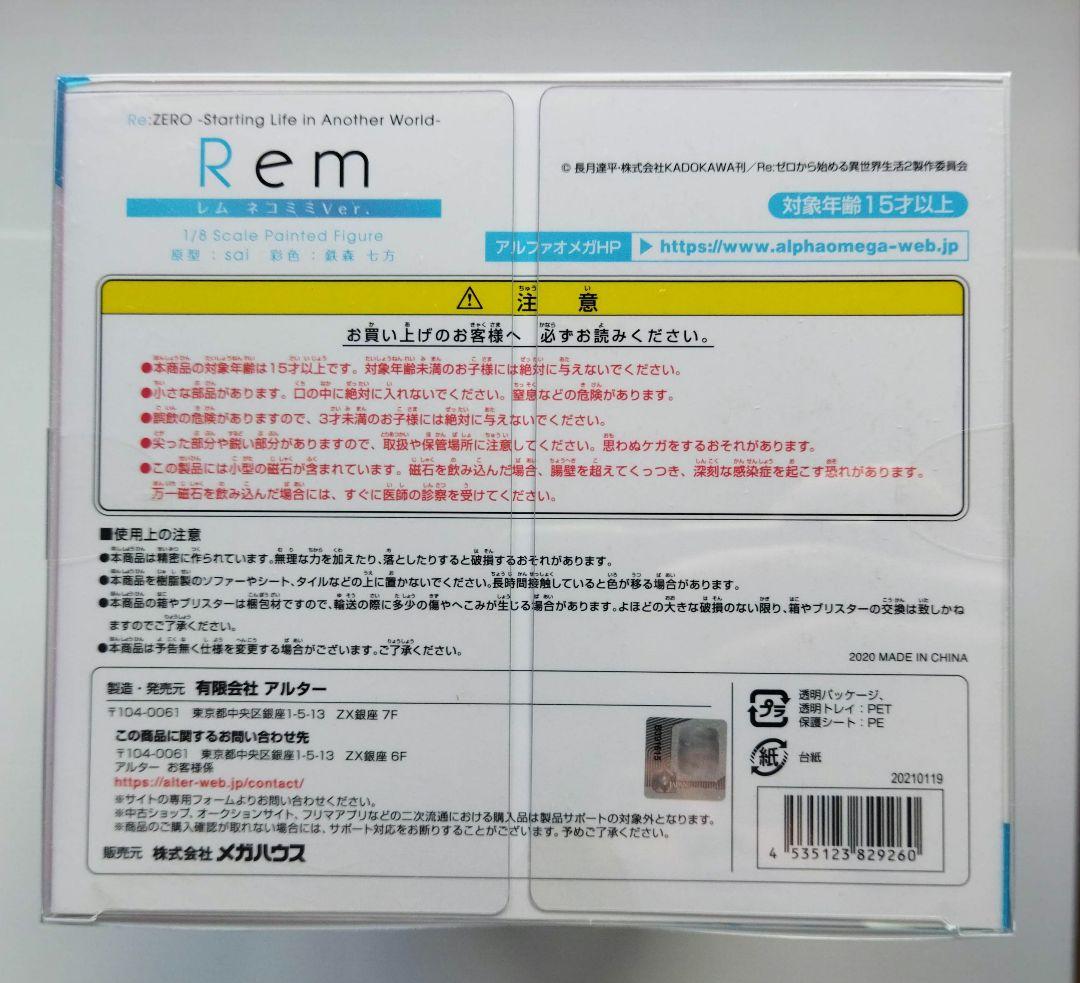 Re:ZERO -Starting Life in Another World-
Rem
レム ネコミミVer.
1/8 Scale Painted Figure
原型：sai 彩色：鉄森 七方
© 長月達平・株式会社KADOKAWA刊／Re:ゼロから始める異世界生活2製作委員会
対象年齢15才以上
アルファオメガHP ▶ https://www.alphaomega-web.jp
⚠ 注意
お買い上げのお客様へ 必ずお読みください。
●本商品の対象年齢は15才以上です。対象年齢未満のお子様には絶対に与えないでください。
●小さな部品があります。口の中に絶対に入れないでください。窒息などの危険があります。
●誤飲の危険がありますので、3才未満のお子様には絶対に与えないでください。
●尖った部分や鋭い部分がありますので、取扱や保管場所に注意してください。思わぬケガをするおそれがあります。
●この製品には小型の磁石が含まれています。磁石を飲み込んだ場合、腸壁を超えてくっつき、深刻な感染症を起こす恐れがあります。
万一磁石を飲み込んだ場合には、すぐに医師の診察を受けてください。
■使用上の注意
●本商品は精密に作られています。無理な力を加えたり、落としたりすると破損するおそれがあります。
●本商品を樹脂製のソファーやシート、タイルなどの上に置かないでください。長時間接触していると色が移る場合があります。
●本商品の箱やブリスターは梱包材ですので、輸送の際に多少の傷やへこみが生じる場合があります。よほどの大きな破損のない限り、箱やブリスターの交換は致しかね
ますのでご了承ください。
●本商品は予告無く仕様を変更する場合がございます。ご了承ください。
2020 MADE IN CHINA
製造・発売元 有限会社 アルター
〒104-0061 東京都中央区銀座1-5-13 ZX銀座 7F
この商品に関するお問い合わせ先
〒104-0061 東京都中央区銀座1-5-13 ZX銀座 6F
アルター お客様係
https://alter-web.jp/contact/
※サイトの専用フォームよりお問い合わせください。
※中古ショップ、オークションサイト、フリマアプリなどの二次流通における購入品は製品サポートの対象外となります。
※商品のご購入確認が取れない場合には、サポート対応をお断りすることがございます。予めご了承ください。
販売元 株式会社 メガハウス
プラ
透明パッケージ、
透明トレイ：PET
保護シート：PE
紙 台紙
20210119
4 535123 829260